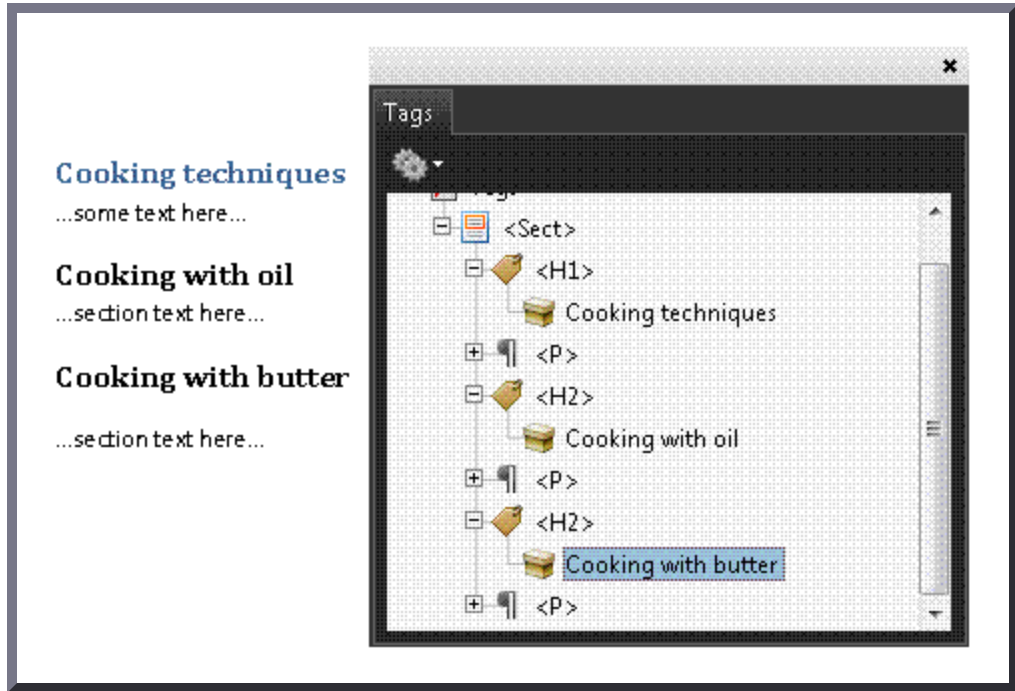 Cooking techniques
...some text here...
Cooking with oil
...section text here...
Cooking with butter
...section text here...
Tags
<Sect>
<H1>
Cooking techniques
<P>
<H2>
Cooking with oil
<P>
<H2>
Cooking with butter
<P>